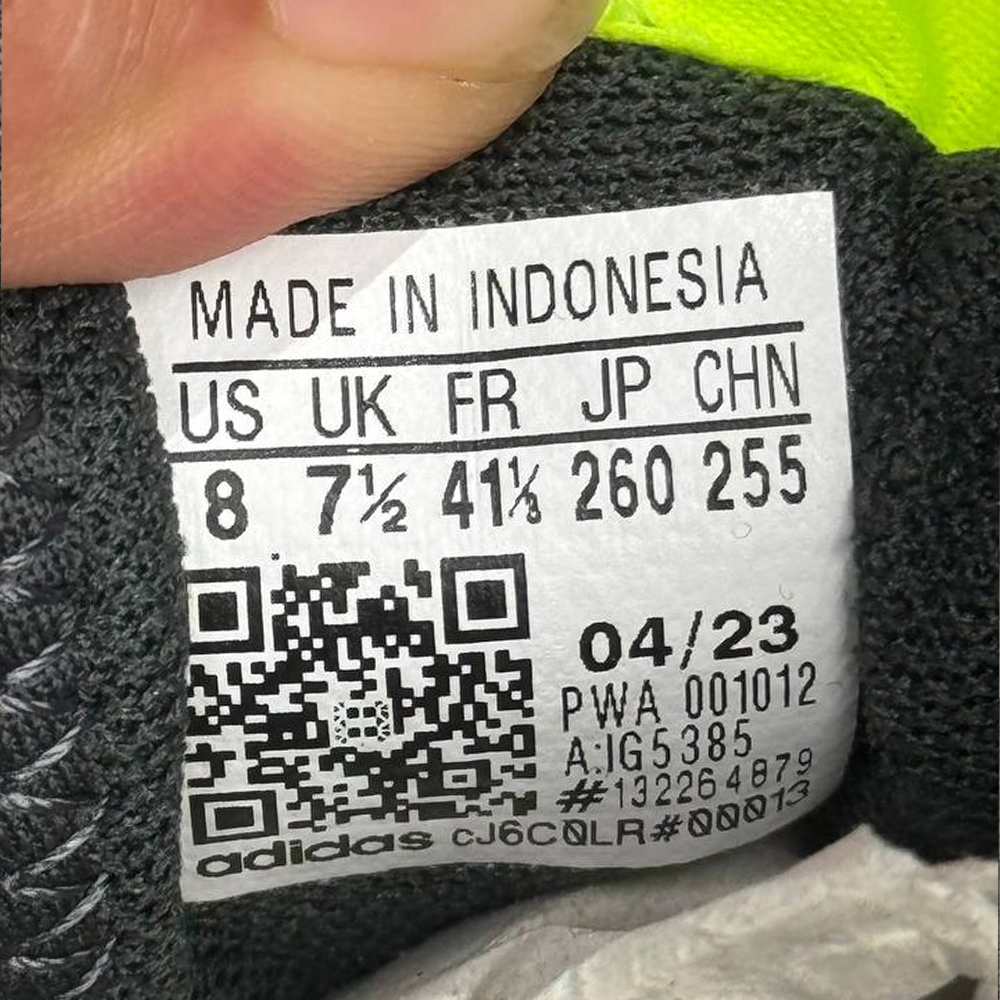 MADE IN INDONESIA
US UK FR JP CHN
8 7½ 41⅓ 260 255
04/23
PWA 001012
A:IG5385
#132264879
adidas cJ6C0LR#000013